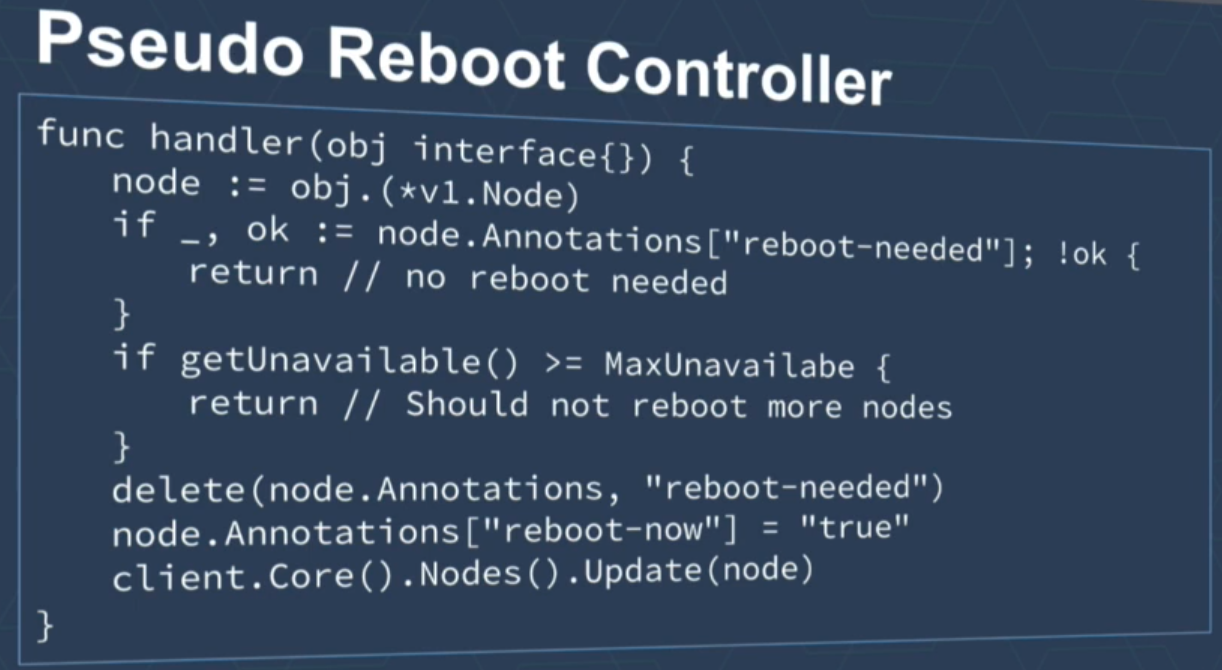 Pseudo Reboot Controller
func handler(obj interface{}) {
    node := obj.(*v1.Node)
    if _, ok := node.Annotations["reboot-needed"]; !ok {
        return // no reboot needed
    }
    if getUnavailable() >= MaxUnavailabe {
        return // Should not reboot more nodes
    }
    delete(node.Annotations, "reboot-needed")
    node.Annotations["reboot-now"] = "true"
    client.Core().Nodes().Update(node)
}